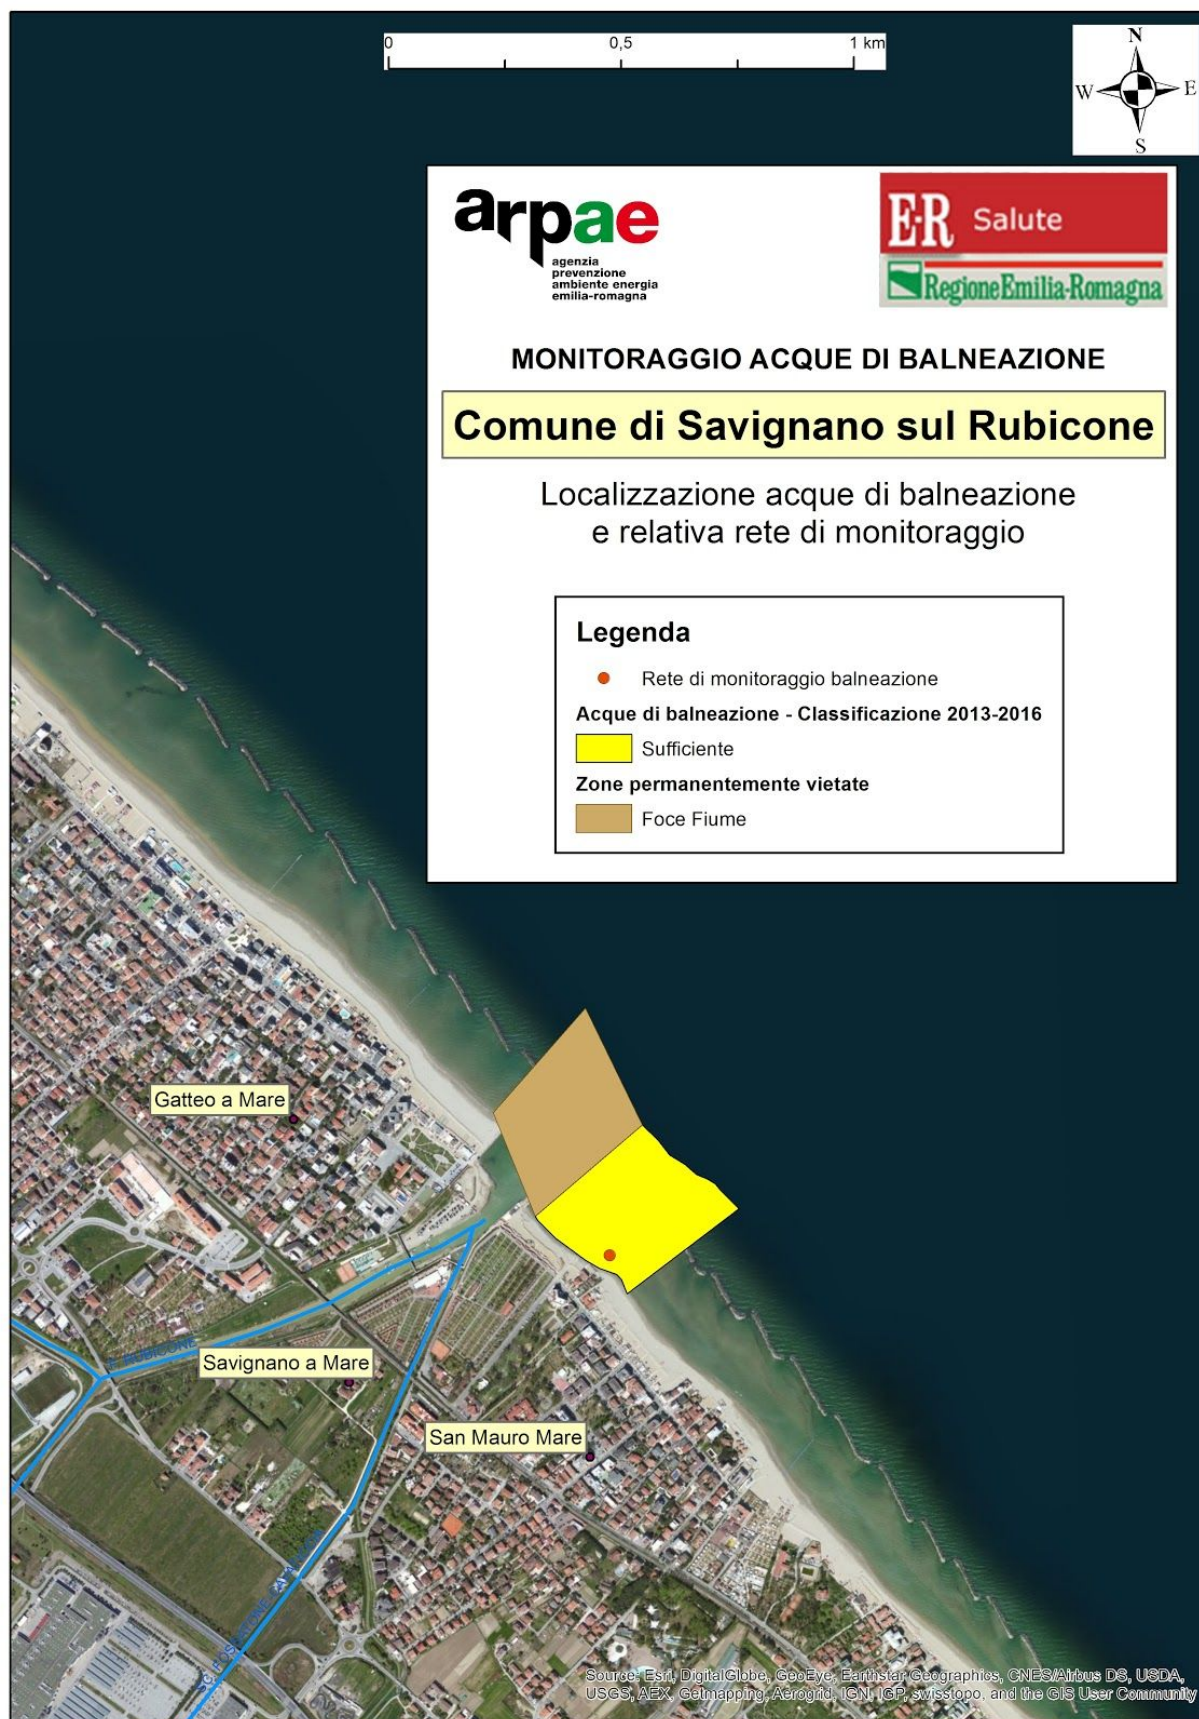 0 0,5 1 km
N
W E
S
arpae
agenzia
prevenzione
ambiente energia
emilia-romagna
E-R Salute
RegioneEmilia-Romagna
MONITORAGGIO ACQUE DI BALNEAZIONE
Comune di Savignano sul Rubicone
Localizzazione acque di balneazione
e relativa rete di monitoraggio
Legenda
Rete di monitoraggio balneazione
Acque di balneazione - Classificazione 2013-2016
Sufficiente
Zone permanentemente vietate
Foce Fiume
Gatteo a Mare
F. RUBICONE
Savignano a Mare
San Mauro Mare
Source: Esri, DigitalGlobe, GeoEye, Earthstar Geographics, CNES/Airbus DS, USDA,
USGS, AEX, Getmapping, Aerogrid, IGN, IGP, swisstopo, and the GIS User Community